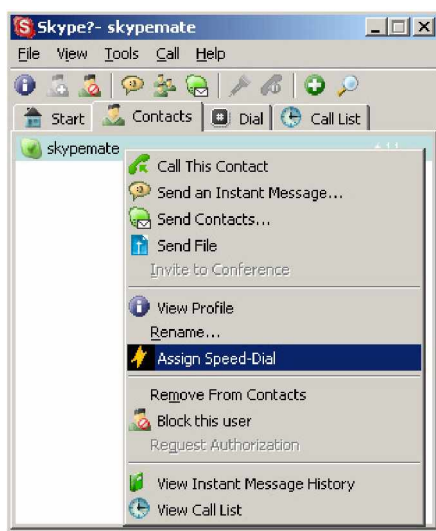 Skype?- skypemate
File View Tools Call Help
Start Contacts Dial Call List
skypemate
Call This Contact
Send an Instant Message...
Send Contacts...
Send File
Invite to Conference
View Profile
Rename...
Assign Speed-Dial
Remove From Contacts
Block this user
Request Authorization
View Instant Message History
View Call List